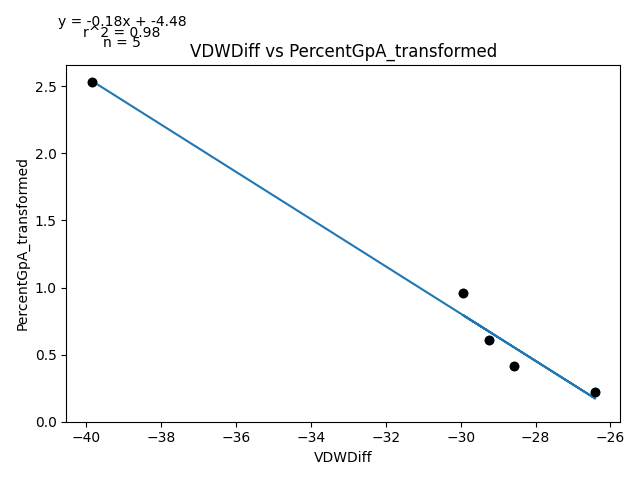 y = -0.18x + -4.48
r^2 = 0.98
n = 5
VDWDiff vs PercentGpA_transformed
PercentGpA_transformed
2.5
2.0
1.5
1.0
0.5
0.0
−40
−38
−36
−34
−32
−30
−28
−26
VDWDiff